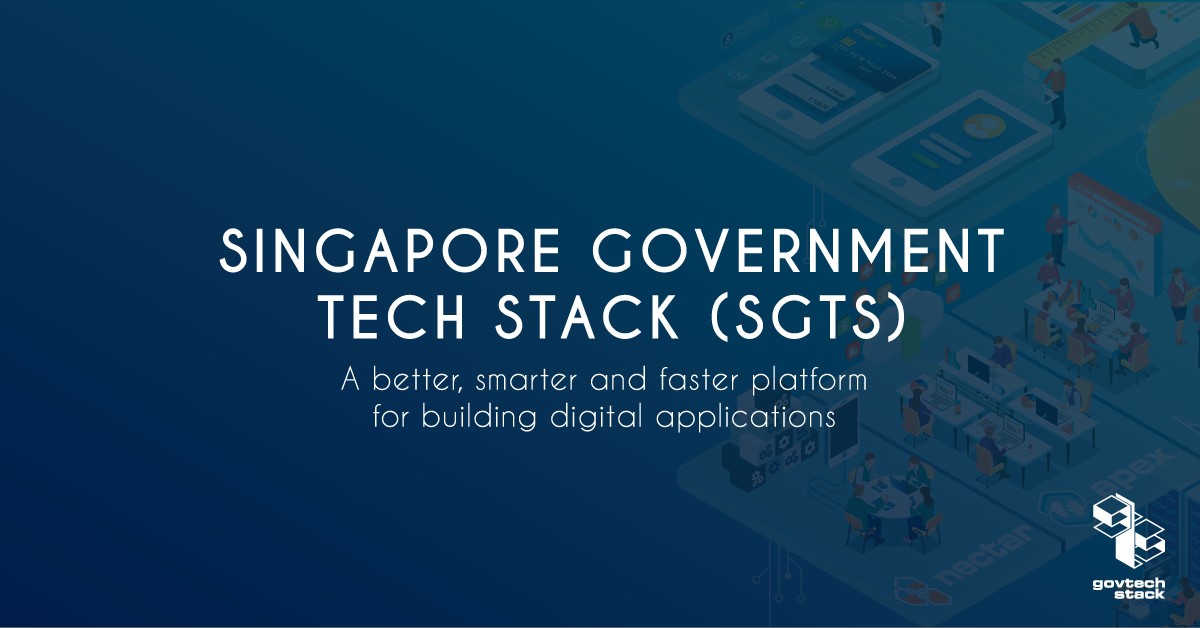 SINGAPORE GOVERNMENT
TECH STACK (SGTS)
A better, smarter and faster platform
for building digital applications
apex
nectar
govtech
stack